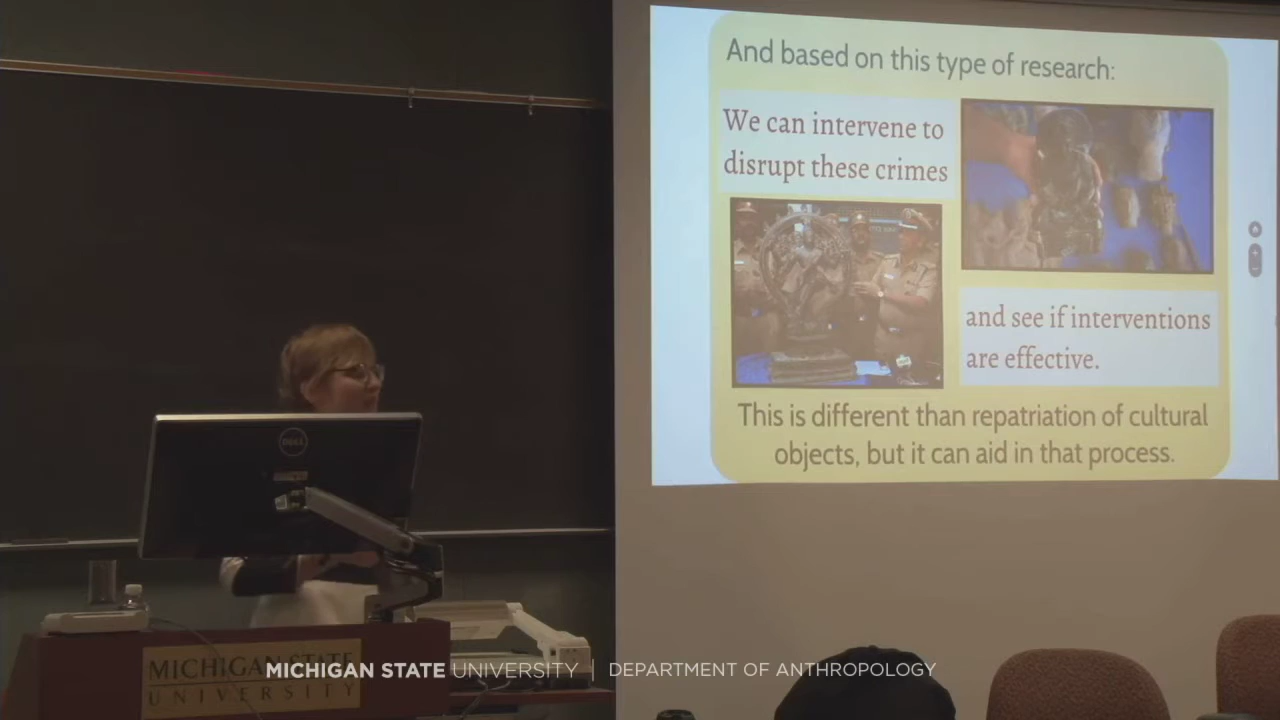 And based on this type of research:
We can intervene to
disrupt these crimes
and see if interventions
are effective.
This is different than repatriation of cultural
objects, but it can aid in that process.
DELL
MICHIGAN STATE
UNIVERSITY
MICHIGAN STATE UNIVERSITY | DEPARTMENT OF ANTHROPOLOGY